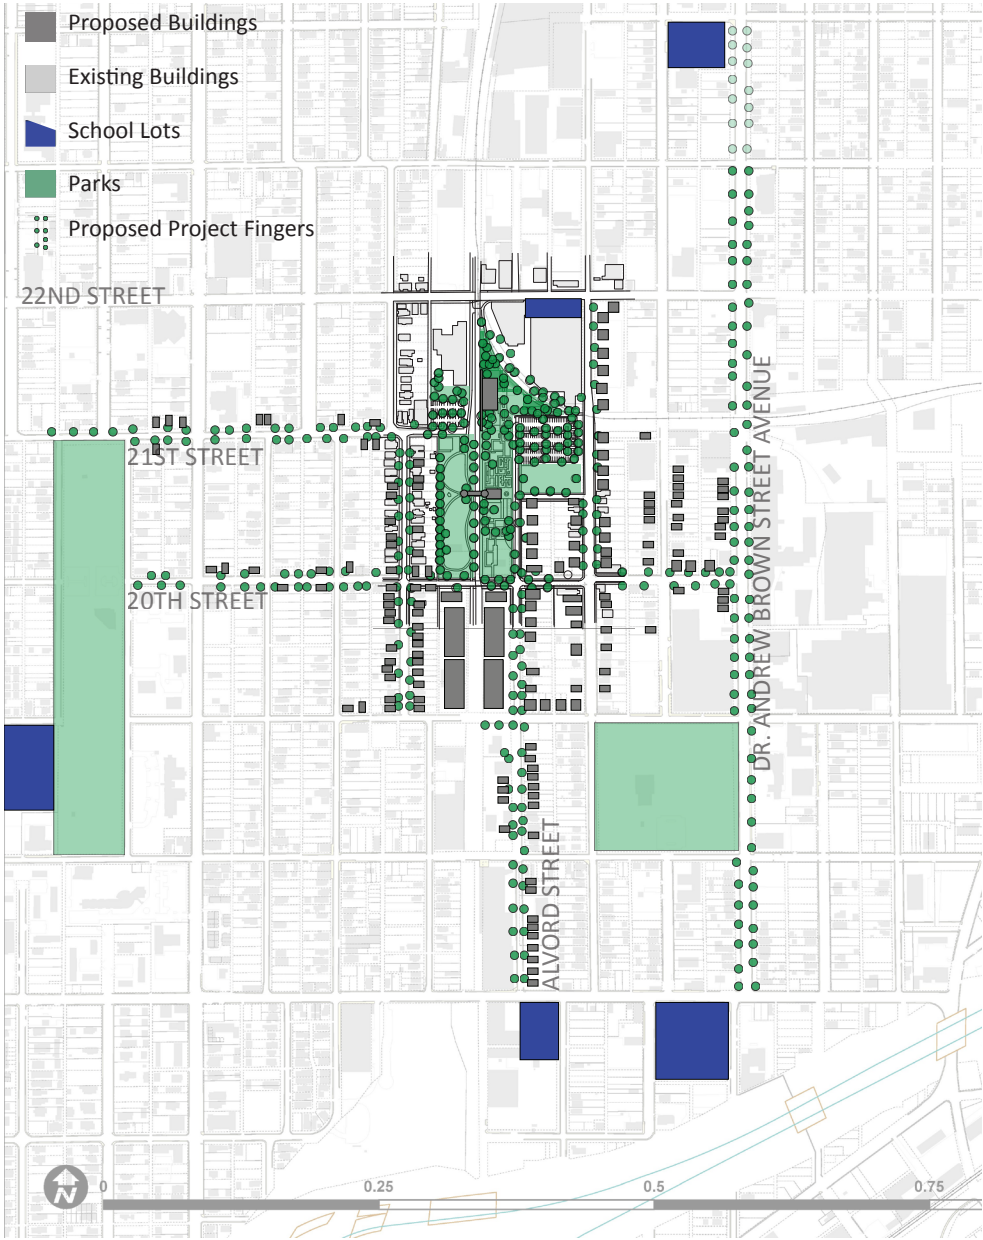 Proposed Buildings
Existing Buildings
School Lots
Parks
Proposed Project Fingers
22ND STREET
21ST STREET
20TH STREET
DR. ANDREW BROWN STREET AVENUE
ALVORD STREET
N
0
0.25
0.5
0.75